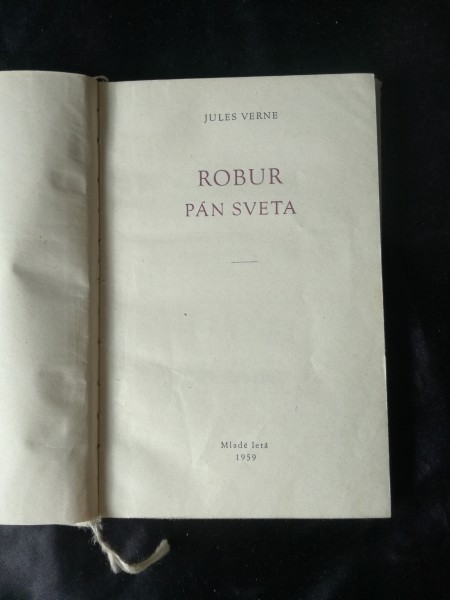 JULES VERNE
ROBUR
PÁN SVETA
Mladé letá
1959